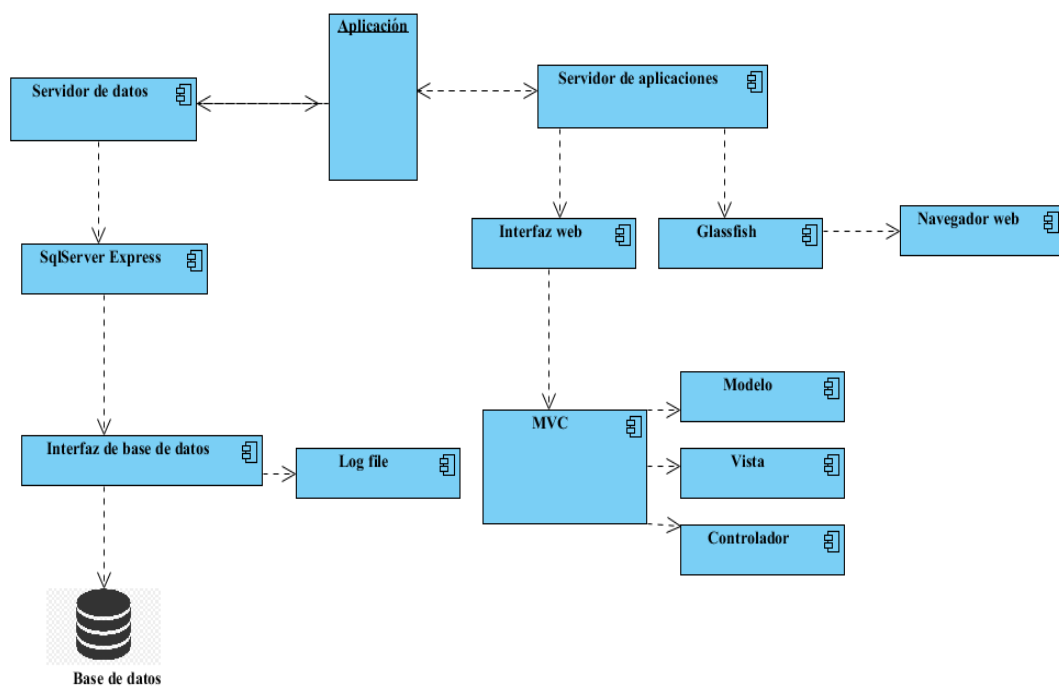 Aplicación
Servidor de datos
Servidor de aplicaciones
Interfaz web
Glassfish
Navegador web
SqlServer Express
Modelo
MVC
Vista
Interfaz de base de datos
Log file
Controlador
Base de datos